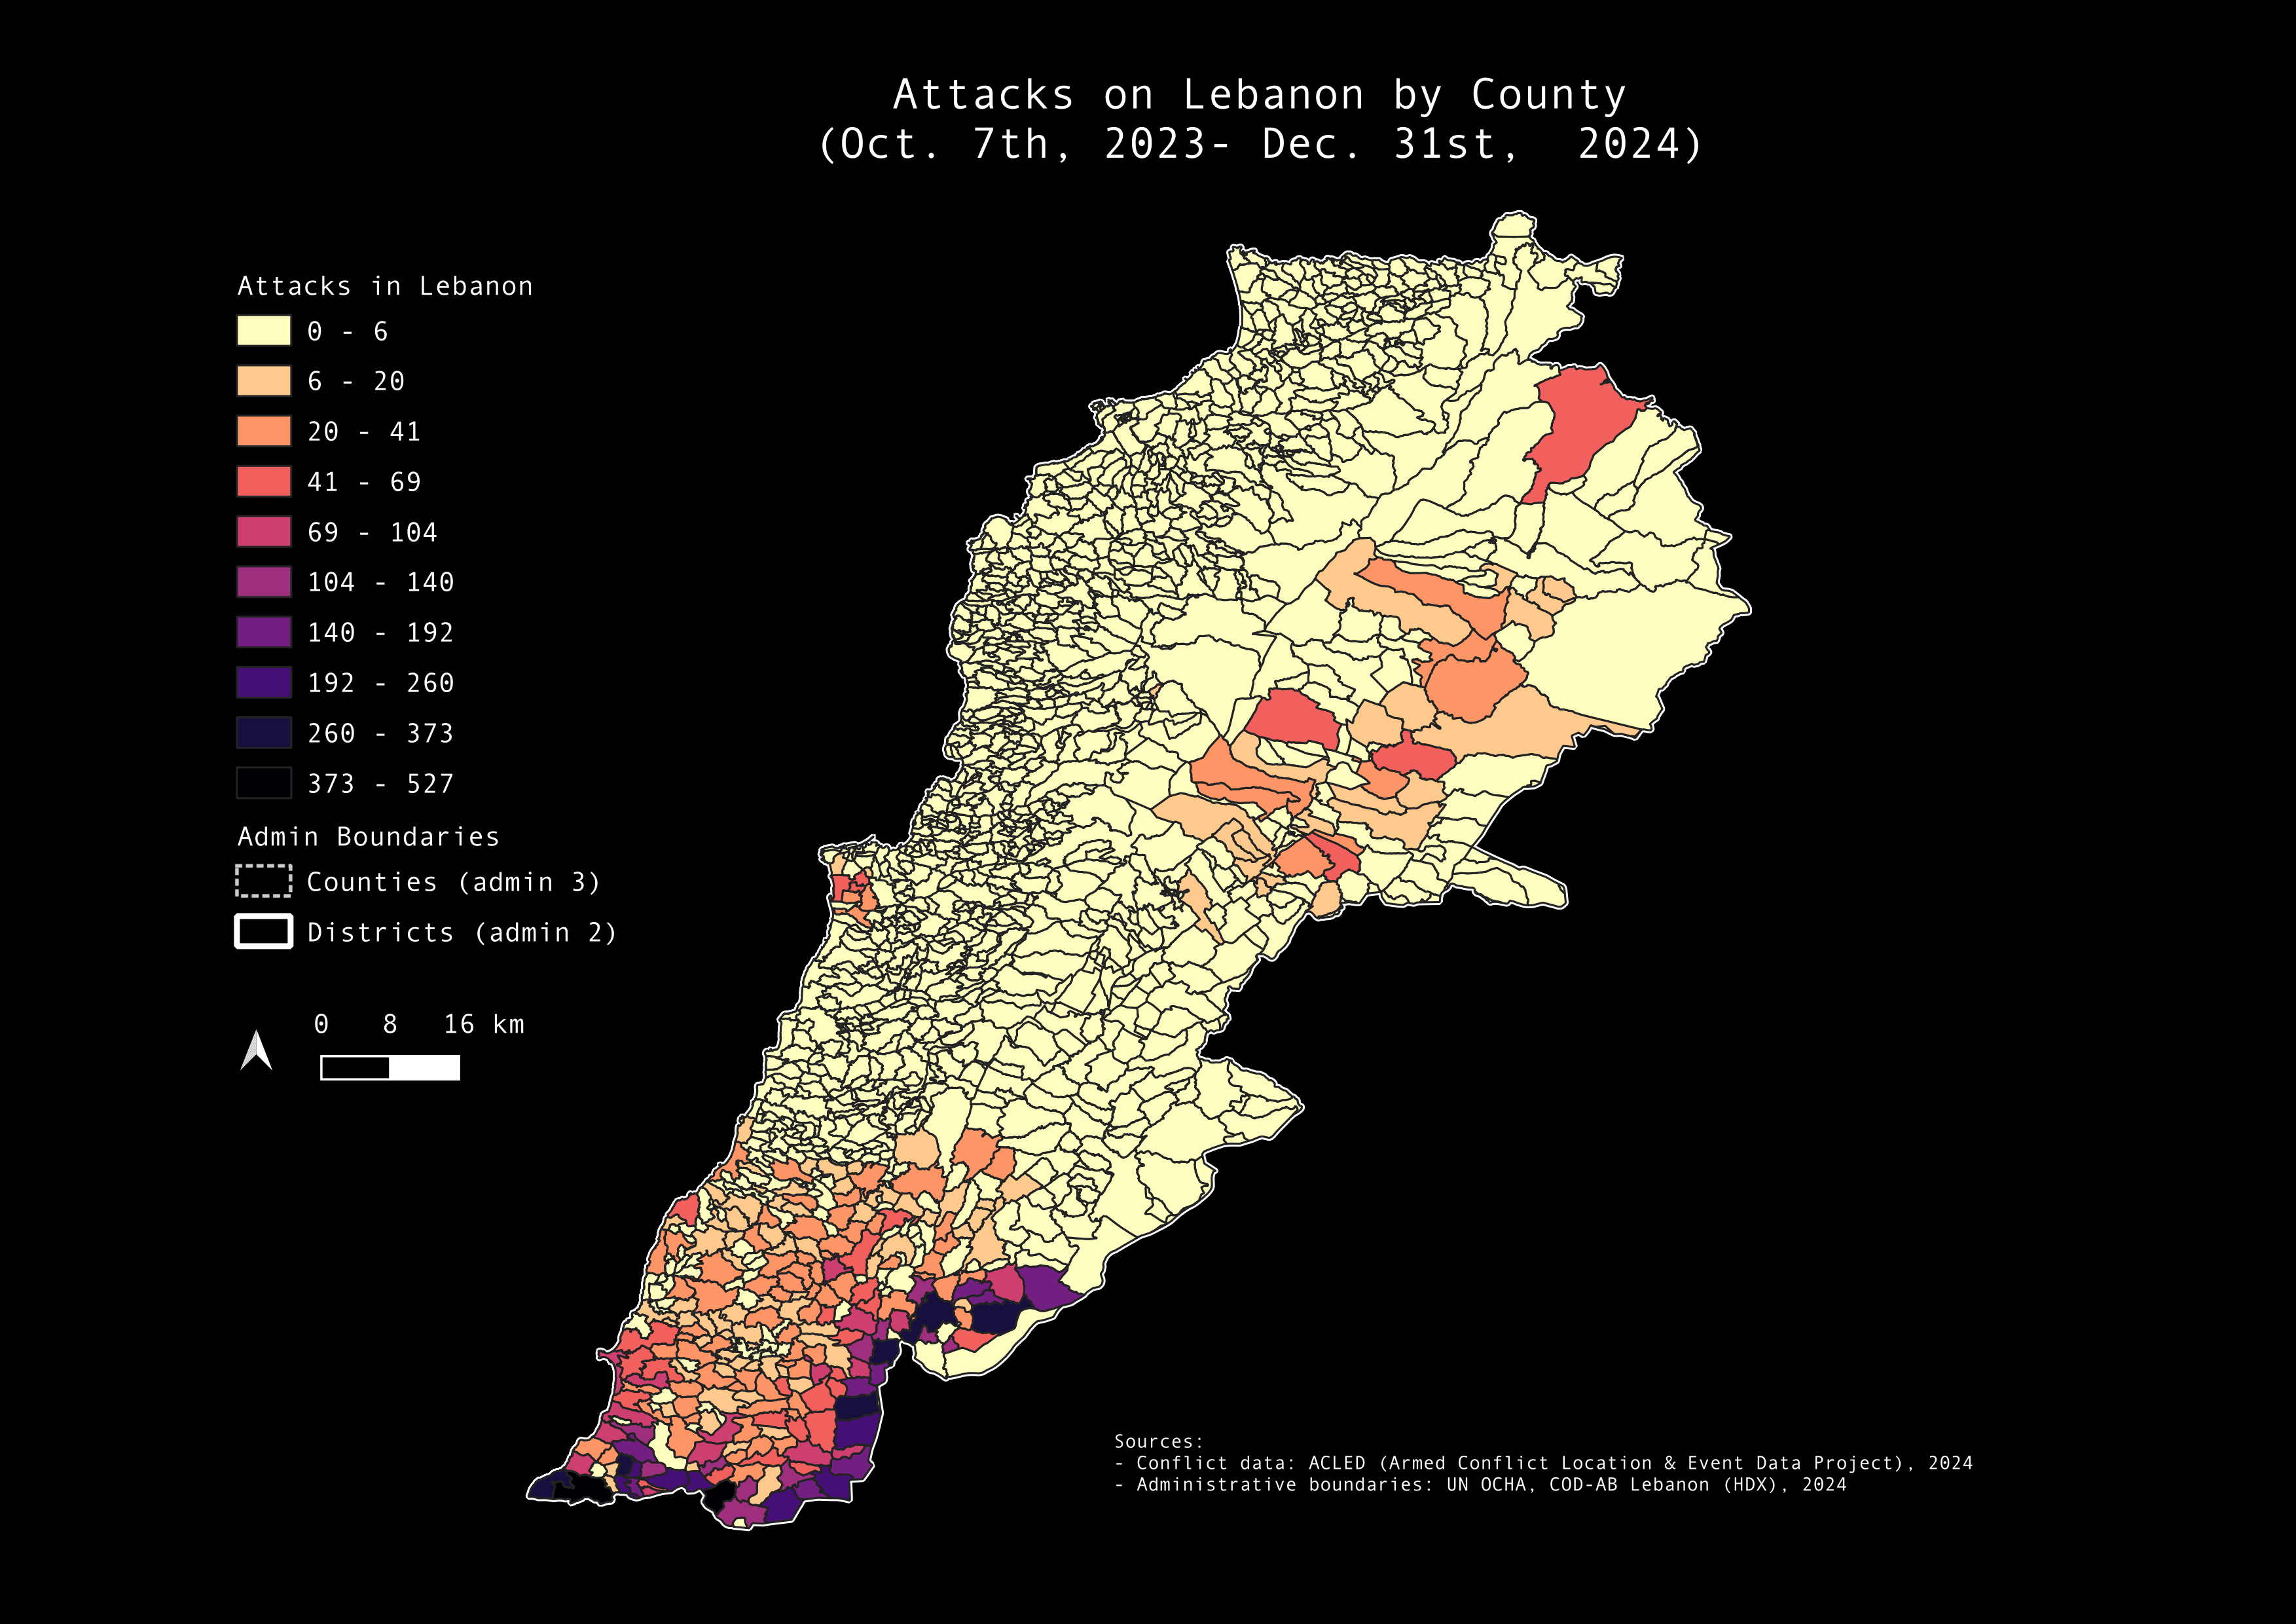 Attacks on Lebanon by County
(Oct. 7th, 2023- Dec. 31st,  2024)
Attacks in Lebanon
0 - 6
6 - 20
20 - 41
41 - 69
69 - 104
104 - 140
140 - 192
192 - 260
260 - 373
373 - 527
Admin Boundaries
Counties (admin 3)
Districts (admin 2)
0 8 16 km
Sources:
- Conflict data: ACLED (Armed Conflict Location & Event Data Project), 2024
- Administrative boundaries: UN OCHA, COD-AB Lebanon (HDX), 2024